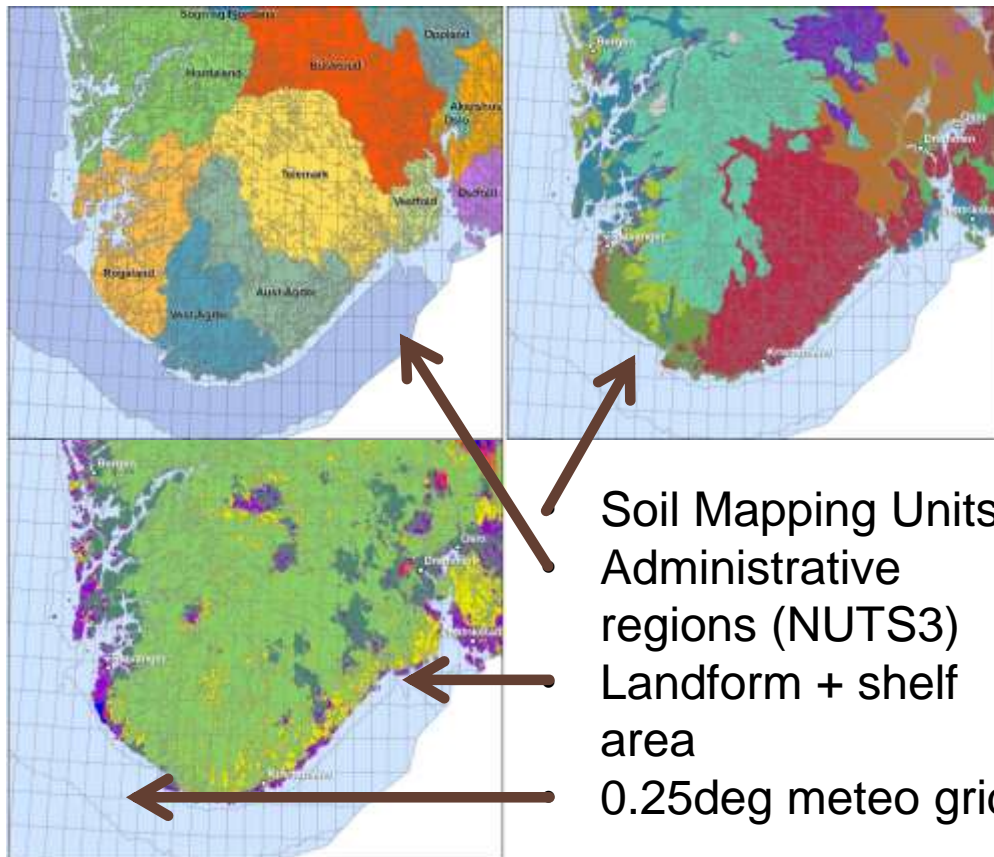 Sogn og Fjordane
Oppland
Hordaland
Buskerud
Akershus
Oslo
Telemark
Østfold
Vestfold
Rogaland
Aust-Agder
Vest-Agder
Bergen
Oslo
Drammen
Stavanger
Kristiansand
Bergen
Oslo
Drammen
Stavanger
Kristiansand
• Soil Mapping Units
• Administrative
regions (NUTS3)
• Landform + shelf
area
• 0.25deg meteo gri